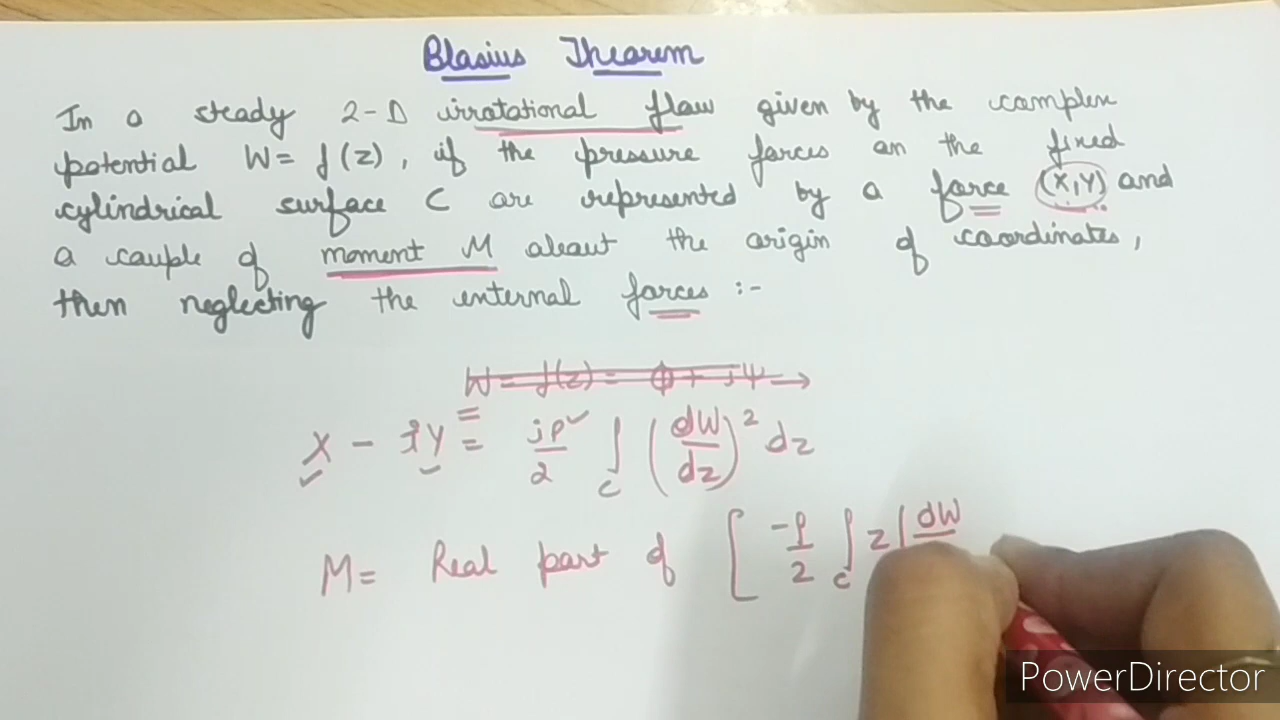 Blasius Thearem
In a steady 2-D irrotational flow given by the complex
potential W = f(z), if the pressure forces on the fixed
cylindrical surface C are represented by a force (X,Y) and
a couple of moment M about the origin of coordinates,
then neglecting the external forces :-
W = f(z) = ϕ + iψ →
X - iY = iρ/2 ∫_C (dW/dz)² dz
M = Real part of [ -ρ/2 ∫_C z (dW
PowerDirector